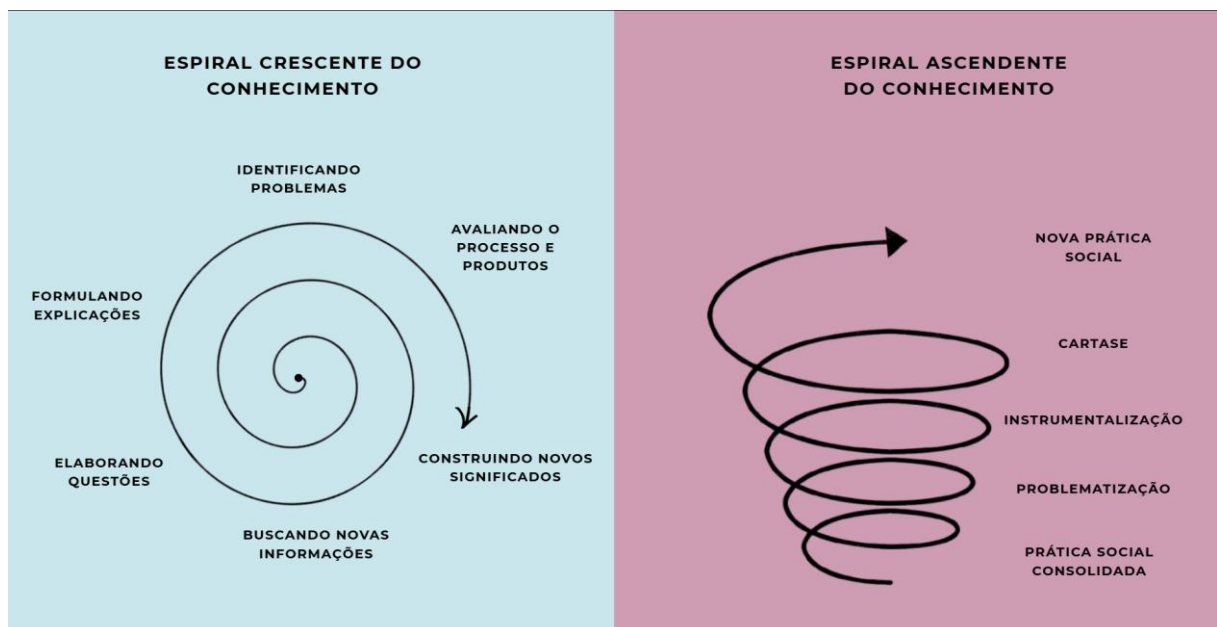 ESPIRAL CRESCENTE DO
CONHECIMENTO
IDENTIFICANDO
PROBLEMAS
AVALIANDO O
PROCESSO E
PRODUTOS
FORMULANDO
EXPLICAÇÕES
ELABORANDO
QUESTÕES
CONSTRUINDO NOVOS
SIGNIFICADOS
BUSCANDO NOVAS
INFORMAÇÕES
ESPIRAL ASCENDENTE
DO CONHECIMENTO
NOVA PRÁTICA
SOCIAL
CARTASE
INSTRUMENTALIZAÇÃO
PROBLEMATIZAÇÃO
PRÁTICA SOCIAL
CONSOLIDADA